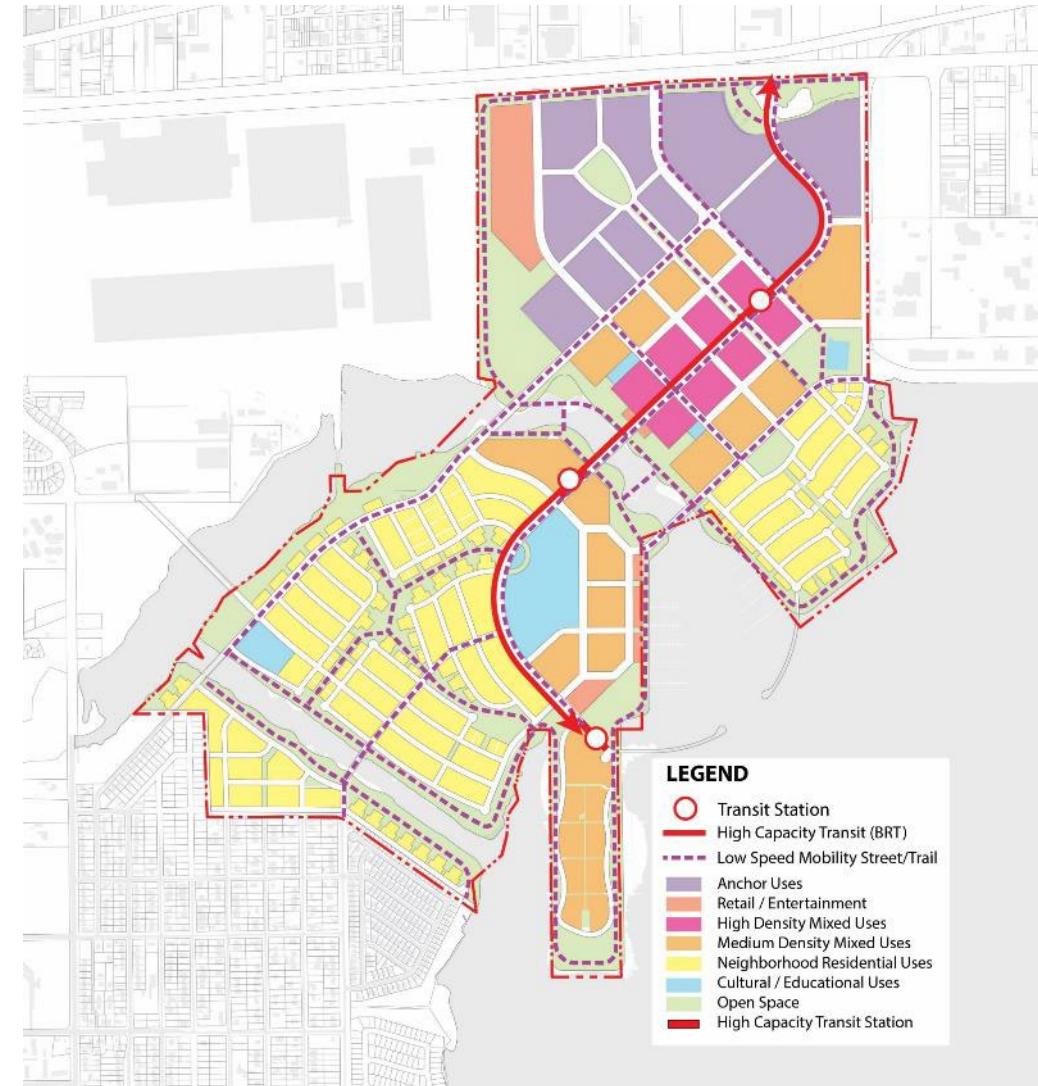 LEGEND
Transit Station
High Capacity Transit (BRT)
Low Speed Mobility Street/Trail
Anchor Uses
Retail / Entertainment
High Density Mixed Uses
Medium Density Mixed Uses
Neighborhood Residential Uses
Cultural / Educational Uses
Open Space
High Capacity Transit Station